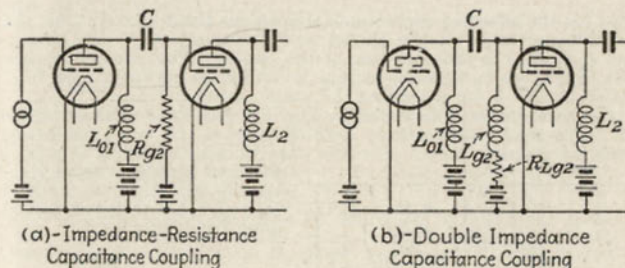 C
L01
Rg2
L2
(a)-Impedance-Resistance
Capacitance Coupling
C
L01
Lg2
RLg2
L2
(b)-Double Impedance
Capacitance Coupling